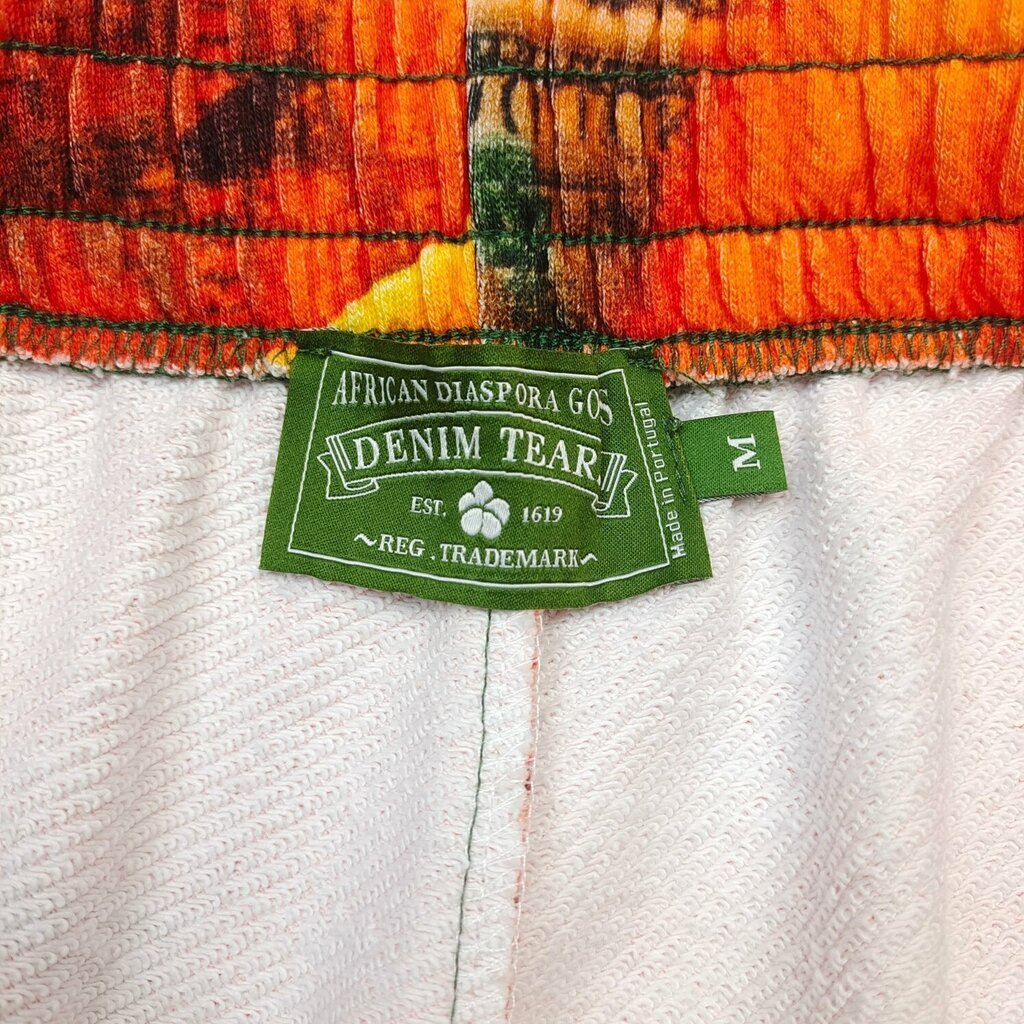 AFRICAN DIASPORA GOS
DENIM TEAR
EST. 1619
~REG. TRADEMARK~
Made in Portugal
M